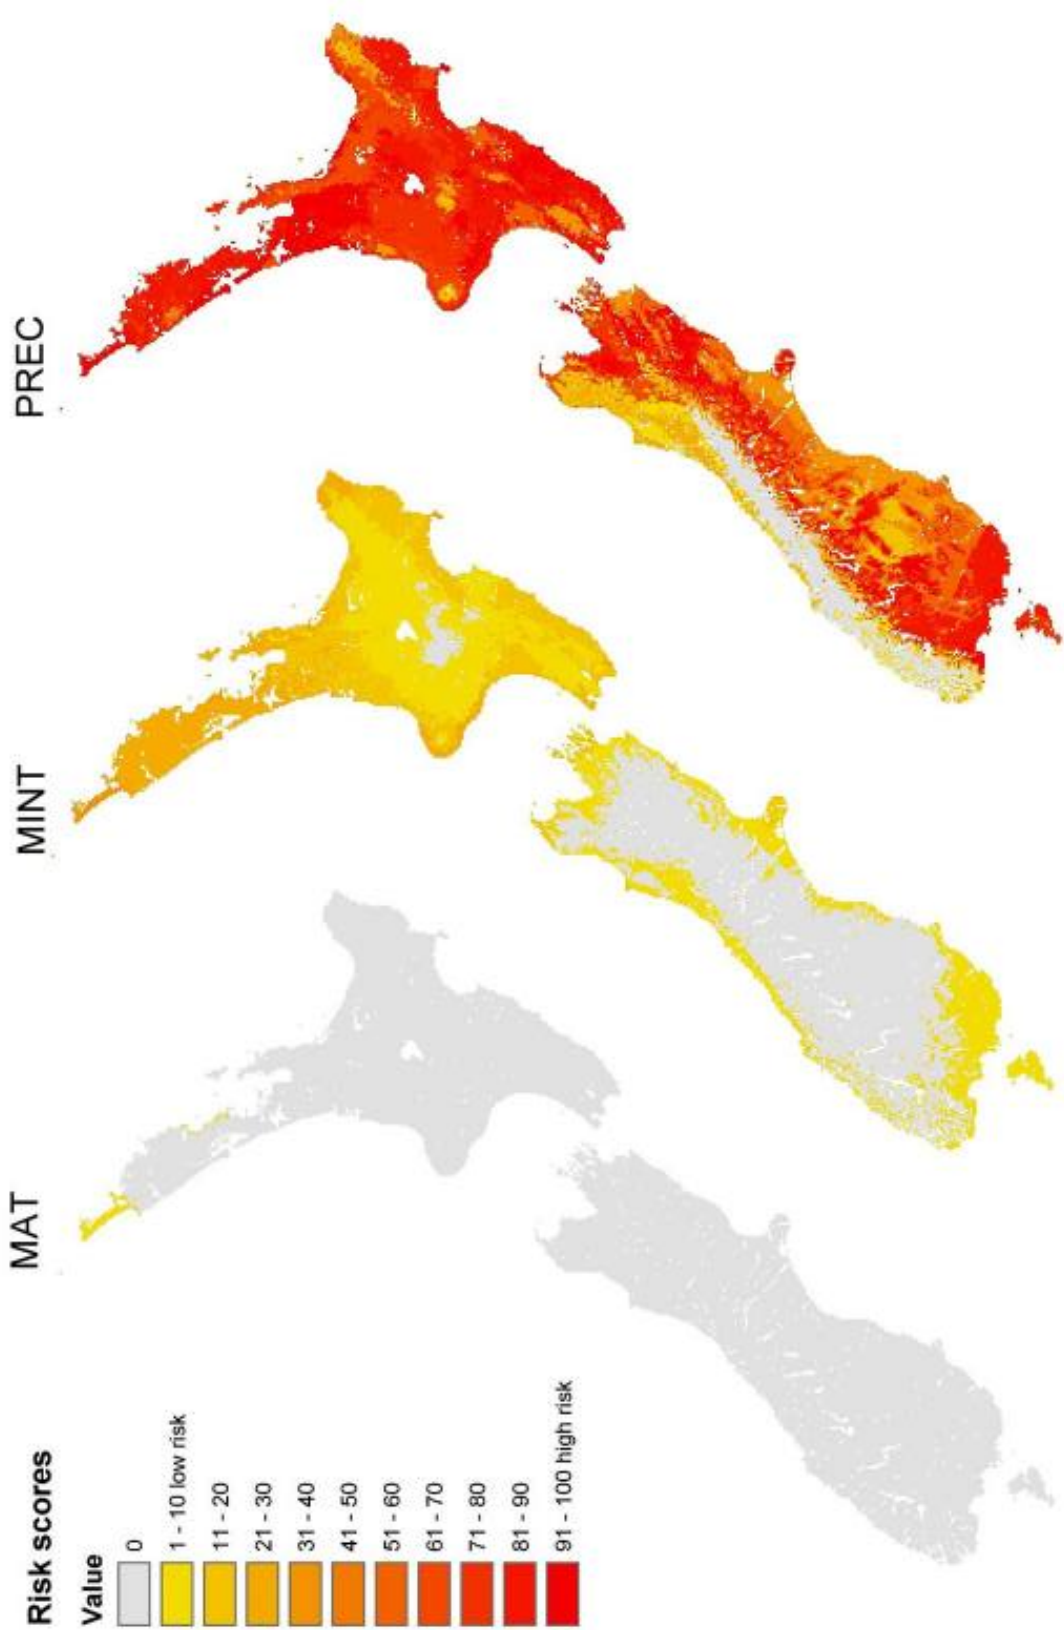 MAT
MINT
PREC
Risk scores
Value
0
1 - 10 low risk
11 - 20
21 - 30
31 - 40
41 - 50
51 - 60
61 - 70
71 - 80
81 - 90
91 - 100 high risk